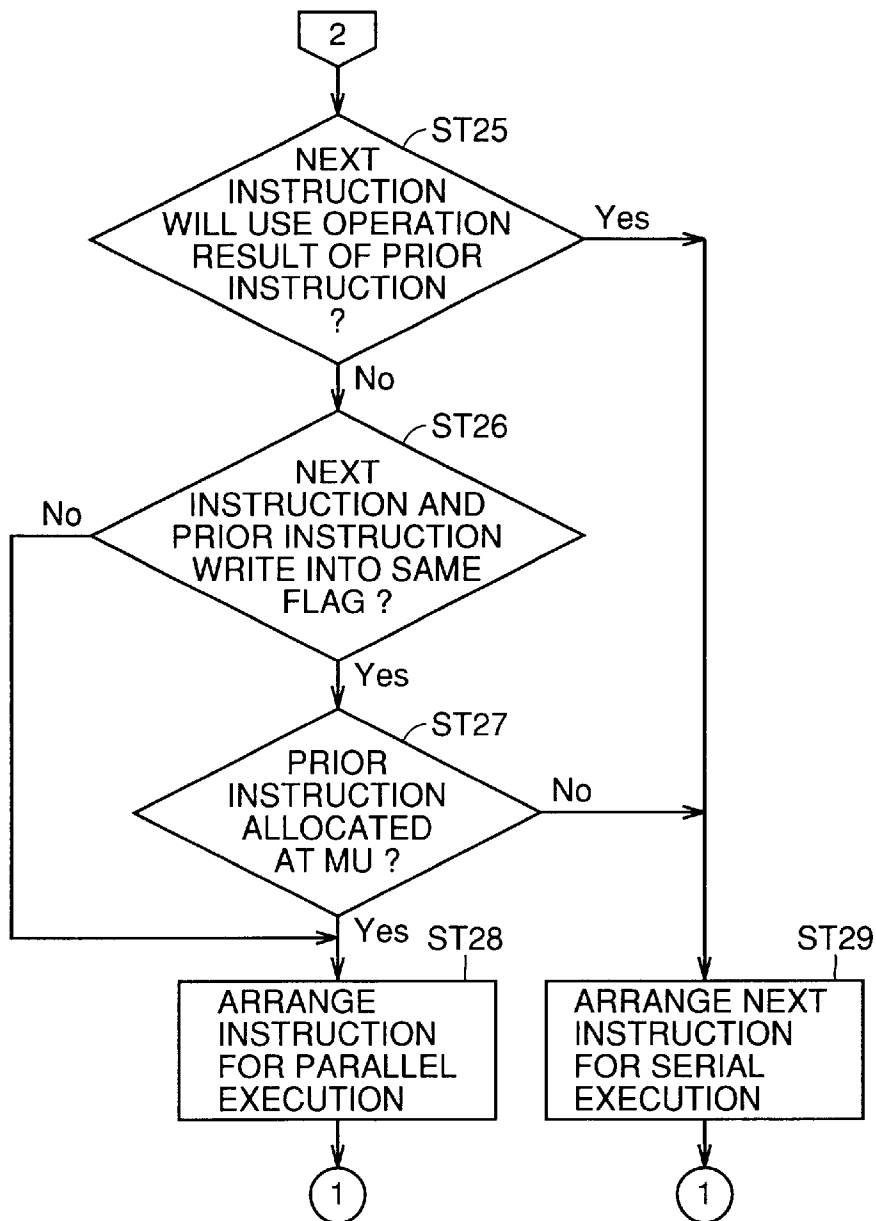 2
ST25
NEXT
INSTRUCTION
WILL USE OPERATION
RESULT OF PRIOR
INSTRUCTION
?
Yes
No
ST26
NEXT
INSTRUCTION AND
PRIOR INSTRUCTION
WRITE INTO SAME
FLAG ?
No
Yes
ST27
PRIOR
INSTRUCTION
ALLOCATED
AT MU ?
No
Yes
ST28
ARRANGE
INSTRUCTION
FOR PARALLEL
EXECUTION
ST29
ARRANGE NEXT
INSTRUCTION
FOR SERIAL
EXECUTION
1
1